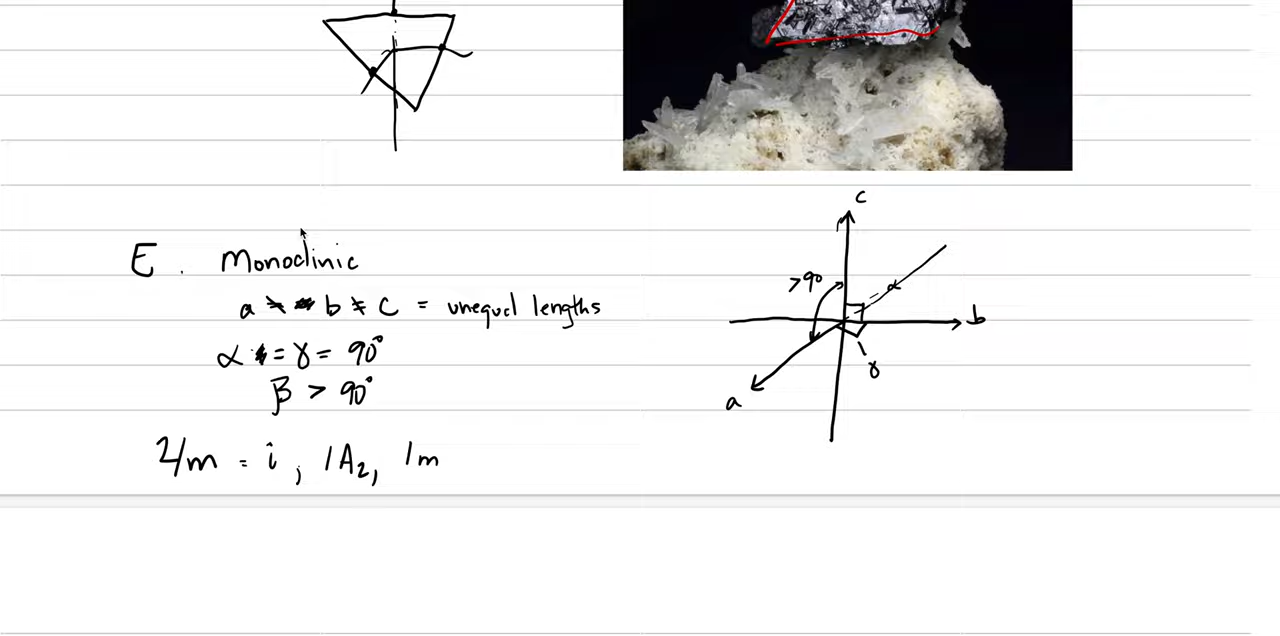 E. Monoclinic
a ≠ b ≠ c = unequal lengths
α = γ = 90°
β > 90°
2/m = i, 1A₂, 1m
c
>90
α
b
γ
a